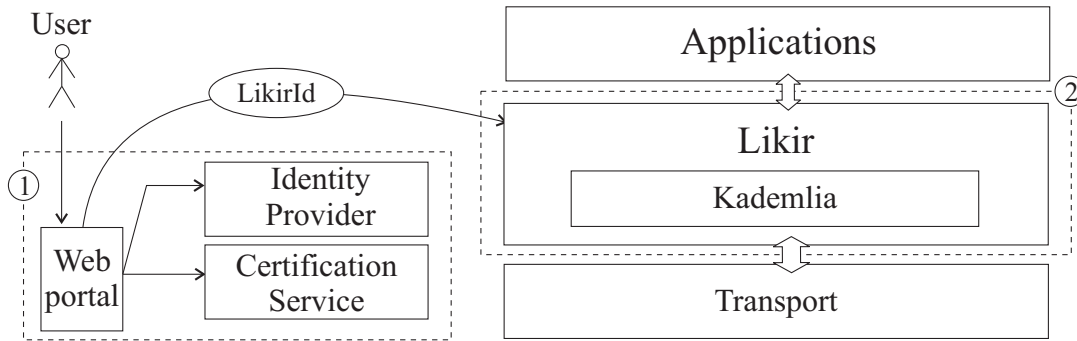 User
LikirId
1
Web
portal
Identity
Provider
Certification
Service
Applications
2
Likir
Kademlia
Transport